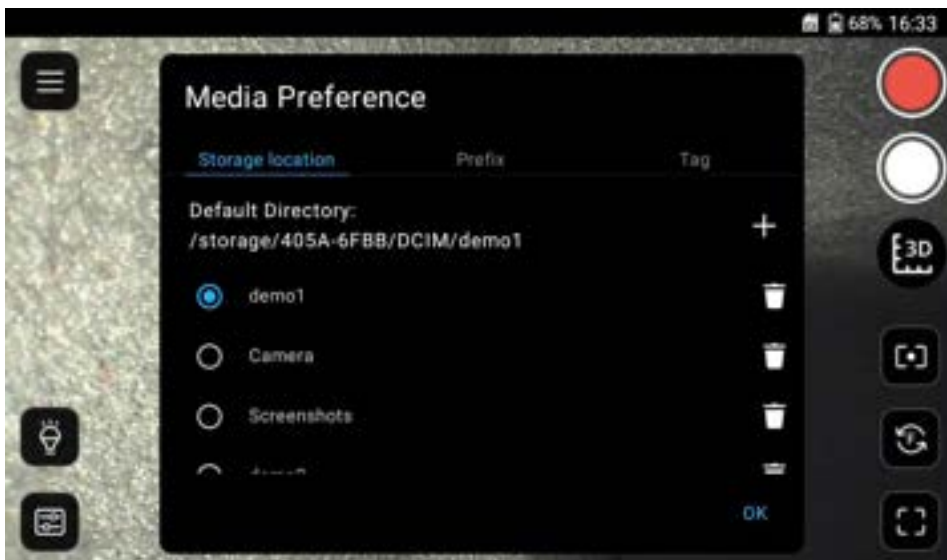 68% 16:33
Media Preference
Storage location Prefix Tag
Default Directory:
/storage/405A-6FBB/DCIM/demo1
demo1
3D
Camera
Screenshots
OK